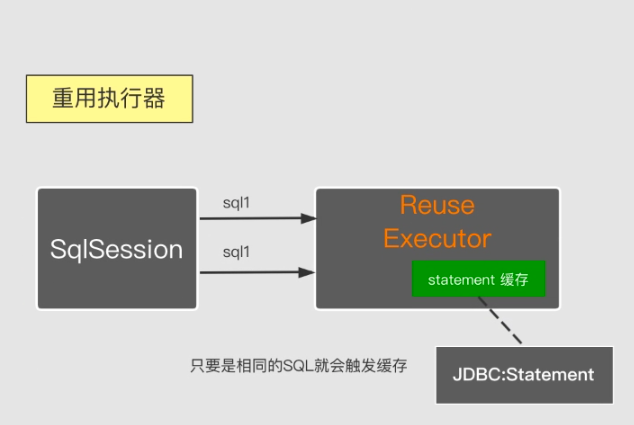 重用执行器
sql1
SqlSession
sql1
Reuse
Executor
statement 缓存
只要是相同的SQL就会触发缓存
JDBC:Statement